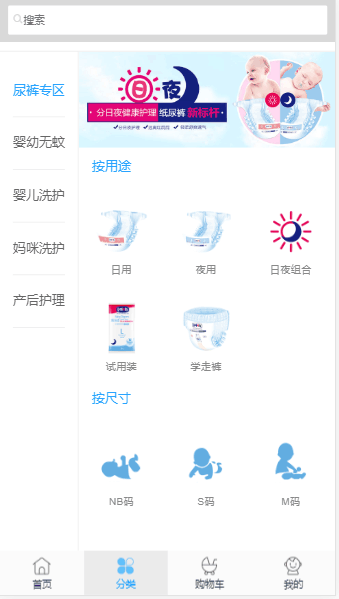 搜索
尿裤专区
婴幼无蚊
婴儿洗护
妈咪洗护
产后护理
日夜
分日夜健康护理 纸尿裤 新标杆
按用途
日用
夜用
日夜组合
试用装
学走裤
按尺寸
NB码
S码
M码
首页
分类
购物车
我的